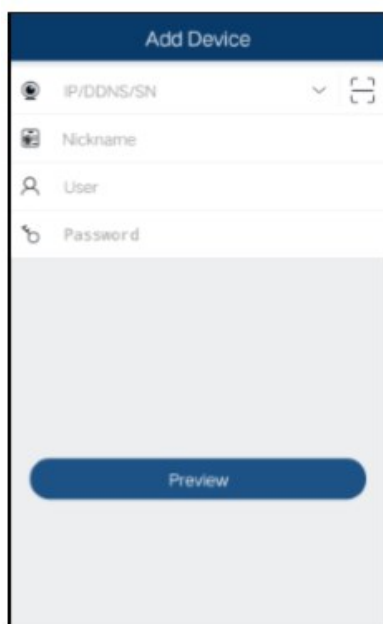 Add Device
IP/DDNS/SN
Nickname
User
Password
Preview